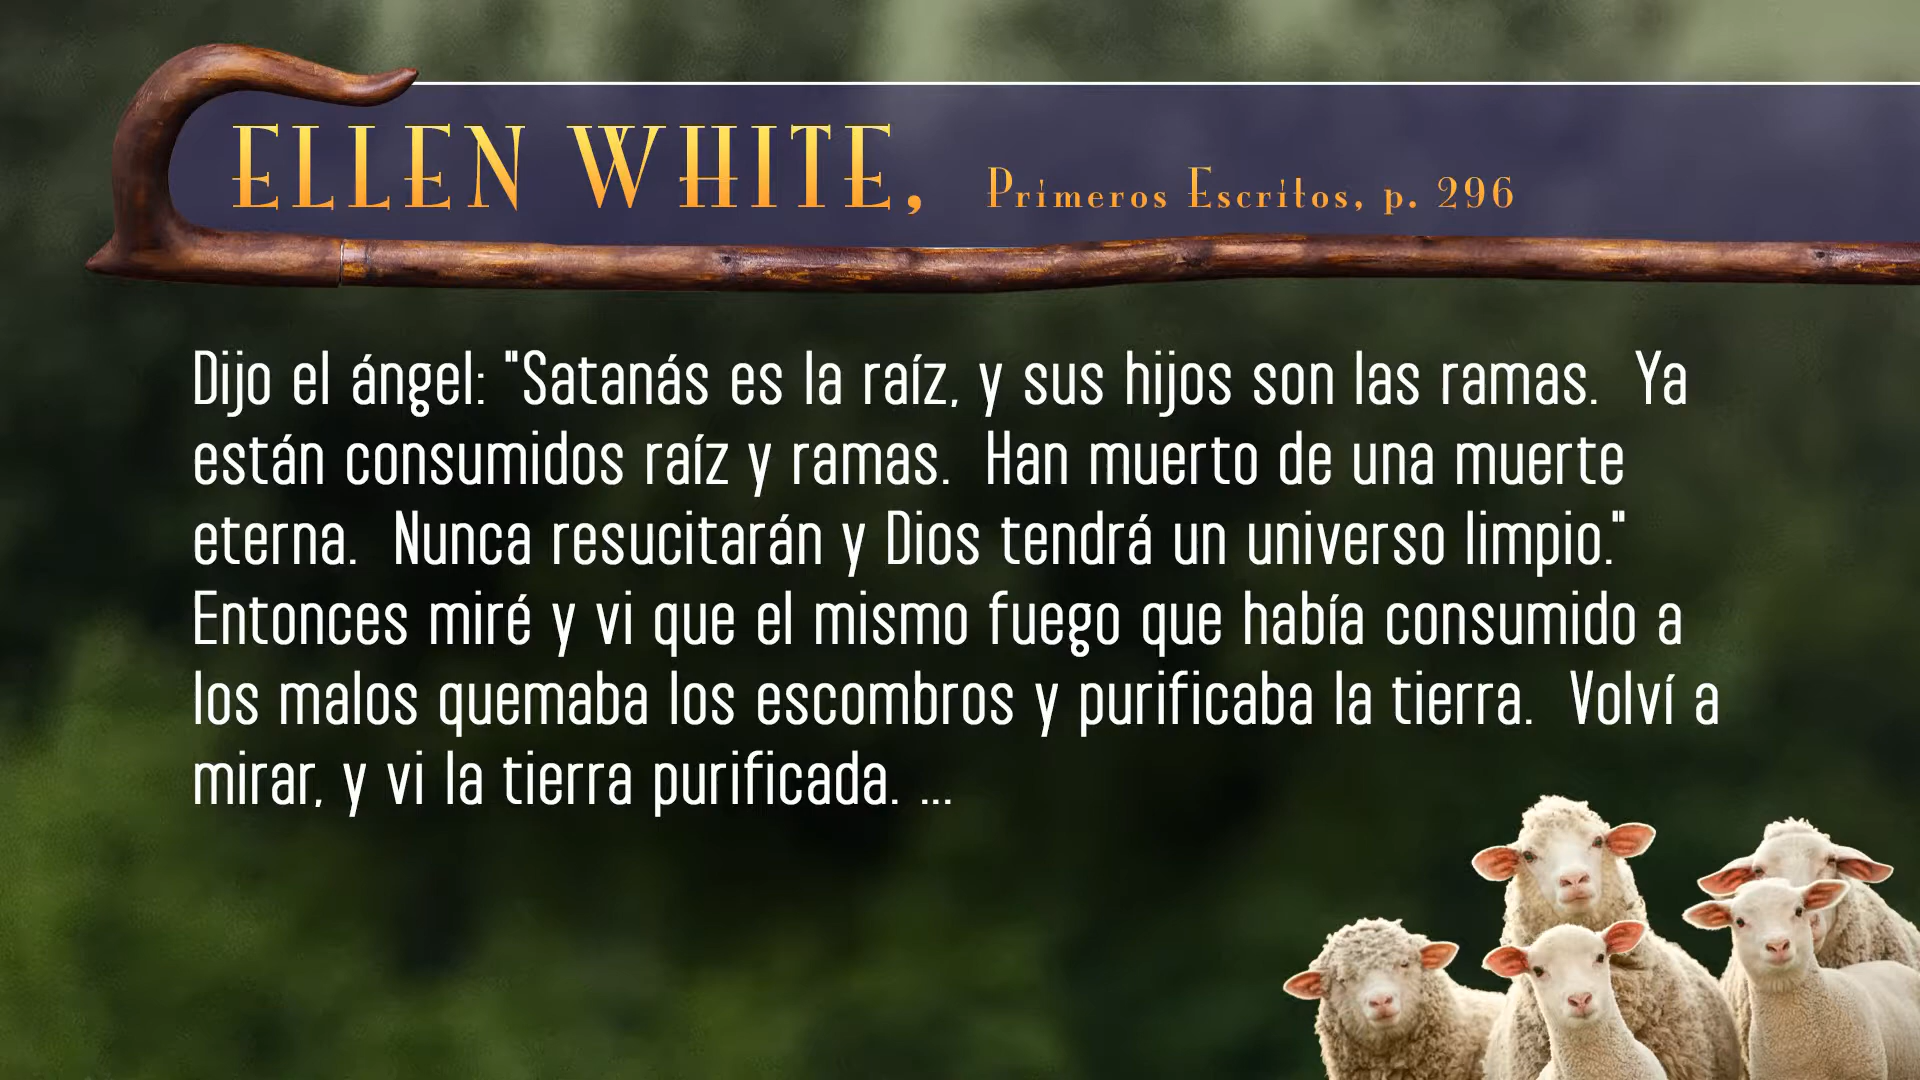 ELLEN WHITE, Primeros Escritos, p. 296
Dijo el ángel: "Satanás es la raíz, y sus hijos son las ramas.  Ya
están consumidos raíz y ramas.  Han muerto de una muerte
eterna.  Nunca resucitarán y Dios tendrá un universo limpio."
Entonces miré y vi que el mismo fuego que había consumido a
los malos quemaba los escombros y purificaba la tierra.  Volví a
mirar, y vi la tierra purificada. ...